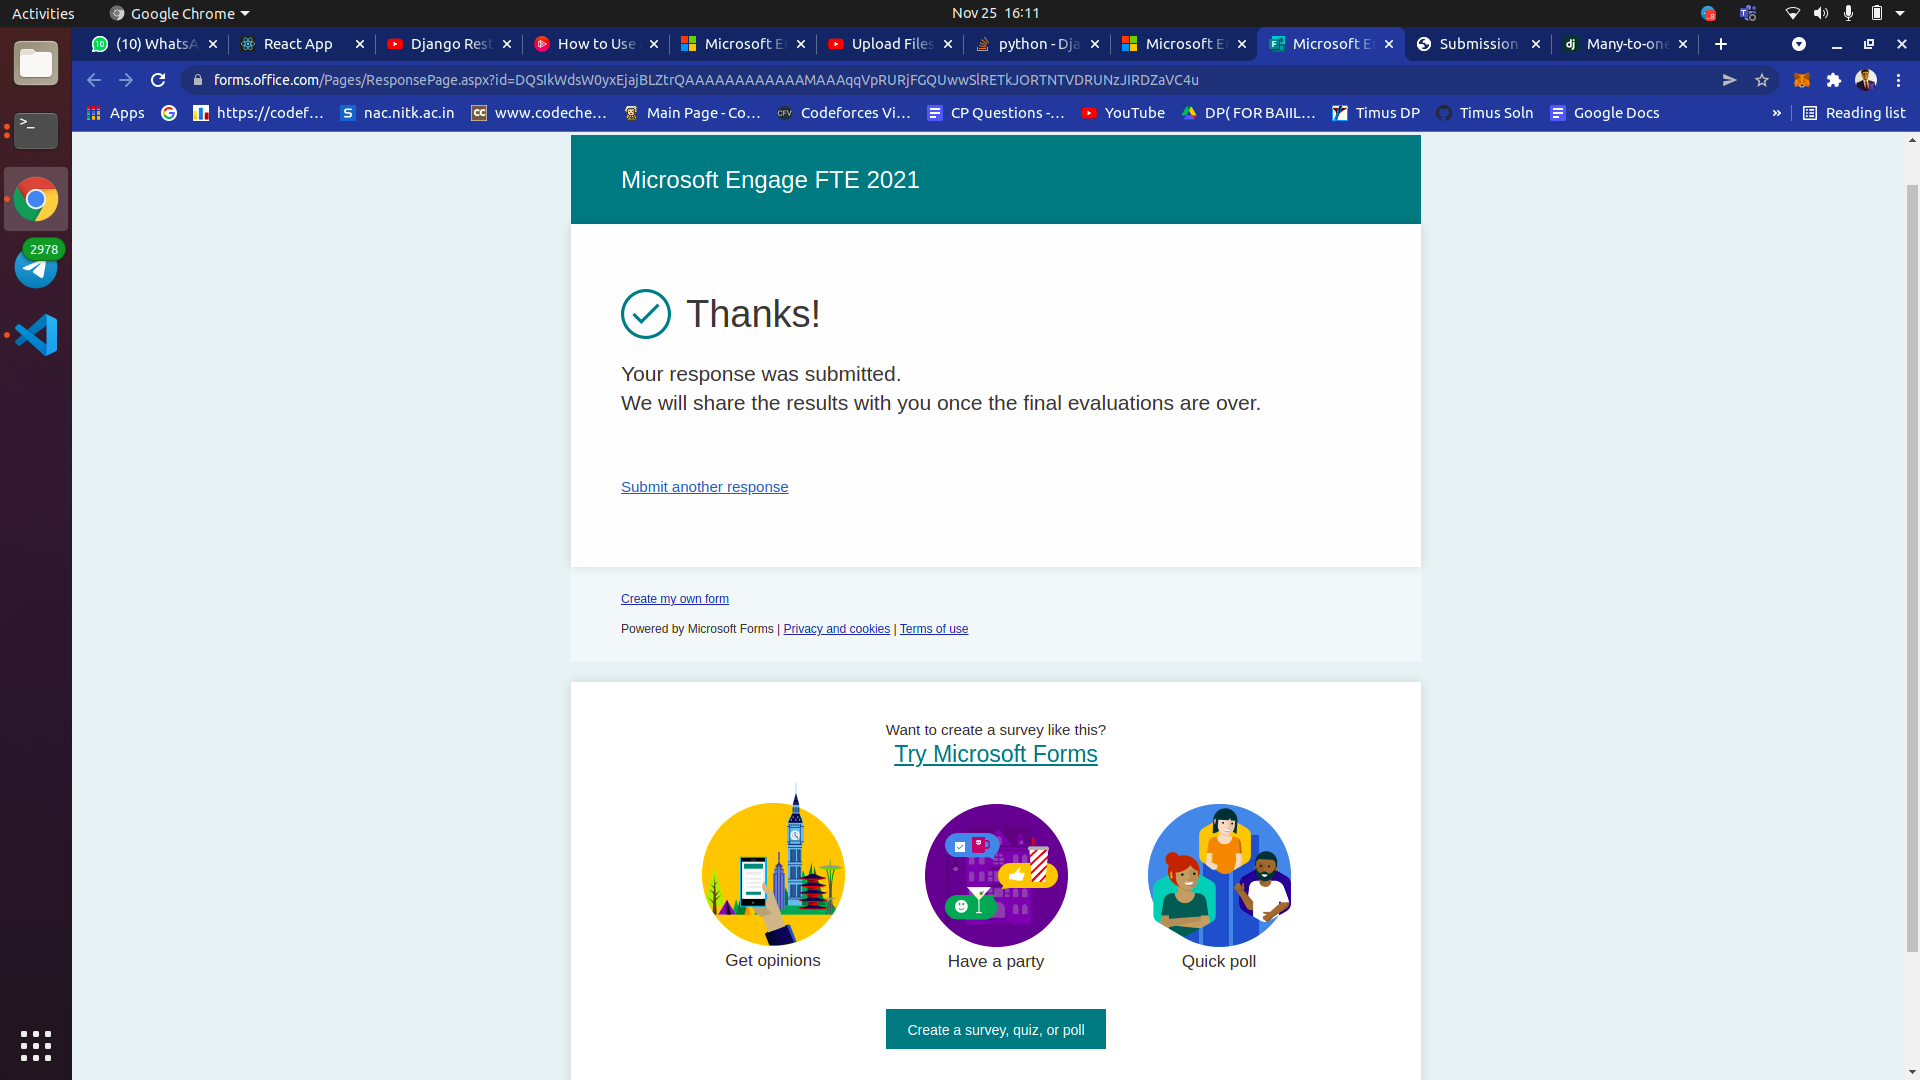 Activities
Google Chrome
Nov 25 16:11
(10) WhatsA
React App
Django Rest
How to Use
Microsoft E
Upload Files
python - Dja
Microsoft E
Microsoft E
Submission
Many-to-one
forms.office.com/Pages/ResponsePage.aspx?id=DQSIkWdsW0yxEjajBLZtrQAAAAAAAAAAAAMAAAqqVpRURjFGQUwwSlRETkJORTNTVDRUNzJIRDZaVC4u
Apps
https://codef...
nac.nitk.ac.in
www.codeche...
Main Page - Co...
Codeforces Vi...
CP Questions -...
YouTube
DP( FOR BAIIL...
Timus DP
Timus Soln
Google Docs
»
Reading list
2978
Microsoft Engage FTE 2021
Thanks!
Your response was submitted.
We will share the results with you once the final evaluations are over.
Submit another response
Create my own form
Powered by Microsoft Forms | Privacy and cookies | Terms of use
Want to create a survey like this?
Try Microsoft Forms
Get opinions
Have a party
Quick poll
Create a survey, quiz, or poll